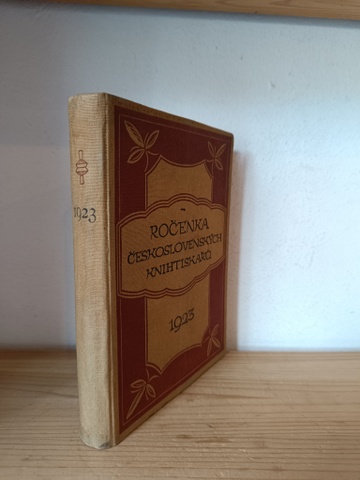 1923
ROČENKA
ČESKOSLOVENSKÝCH
KNIHTISKAŘŮ
1923